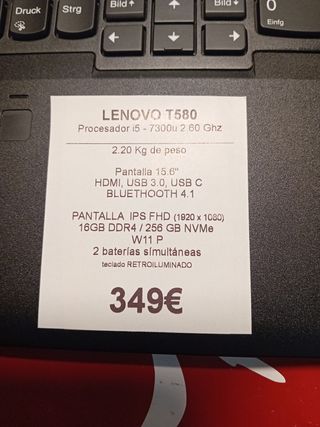 Druck
Strg
Bild ↑
Bild ↓
0
Einfg
←
↓
→
LENOVO T580
Procesador i5 - 7300u 2.60 Ghz
2.20 Kg de peso
Pantalla 15.6"
HDMI, USB 3.0, USB C
BLUETHOOTH 4.1
PANTALLA IPS FHD (1920 x 1080)
16GB DDR4 / 256 GB NVMe
W11 P
2 baterías simultáneas
teclado RETROILUMINADO
349€